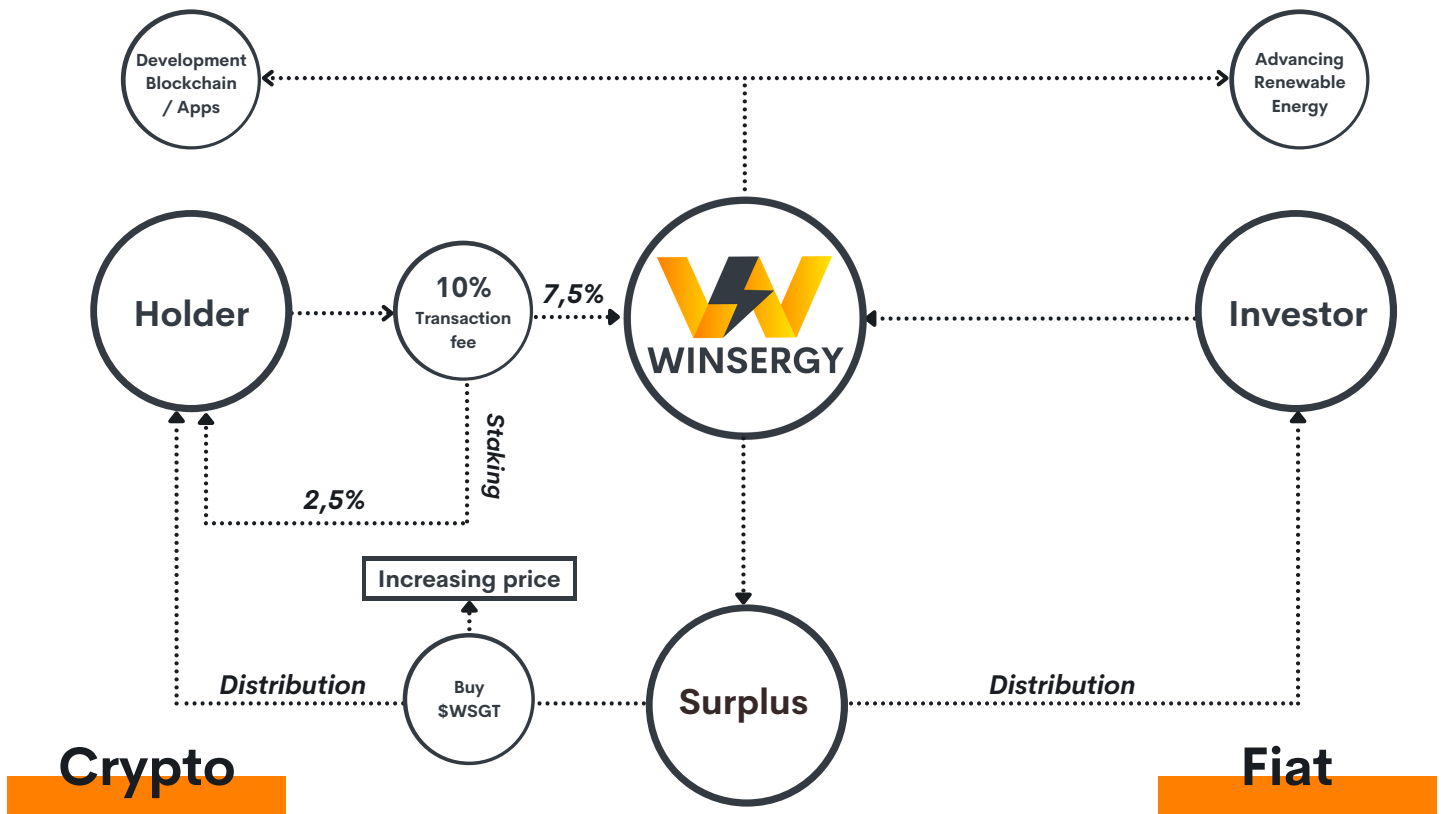 Development
Blockchain
/ Apps
Advancing
Renewable
Energy
Holder
10%
Transaction
fee
7,5%
WINSERGY
Investor
Staking
2,5%
Increasing price
Distribution
Buy
$WSGT
Surplus
Distribution
Crypto
Fiat